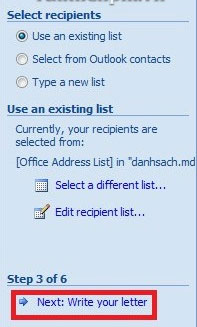 Select recipients
Use an existing list
Select from Outlook contacts
Type a new list
Use an existing list
Currently, your recipients are
selected from:
[Office Address List] in "danhsach.md
Select a different list...
Edit recipient list...
Step 3 of 6
Next: Write your letter